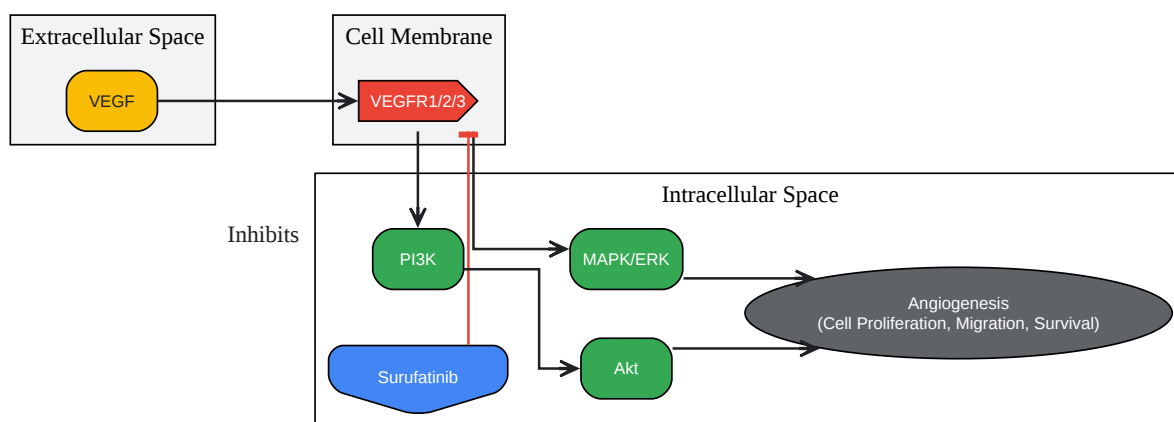 Extracellular Space
Cell Membrane
VEGF
VEGFR1/2/3
Intracellular Space
Inhibits
PI3K
MAPK/ERK
Angiogenesis
(Cell Proliferation, Migration, Survival)
Surufatinib
Akt